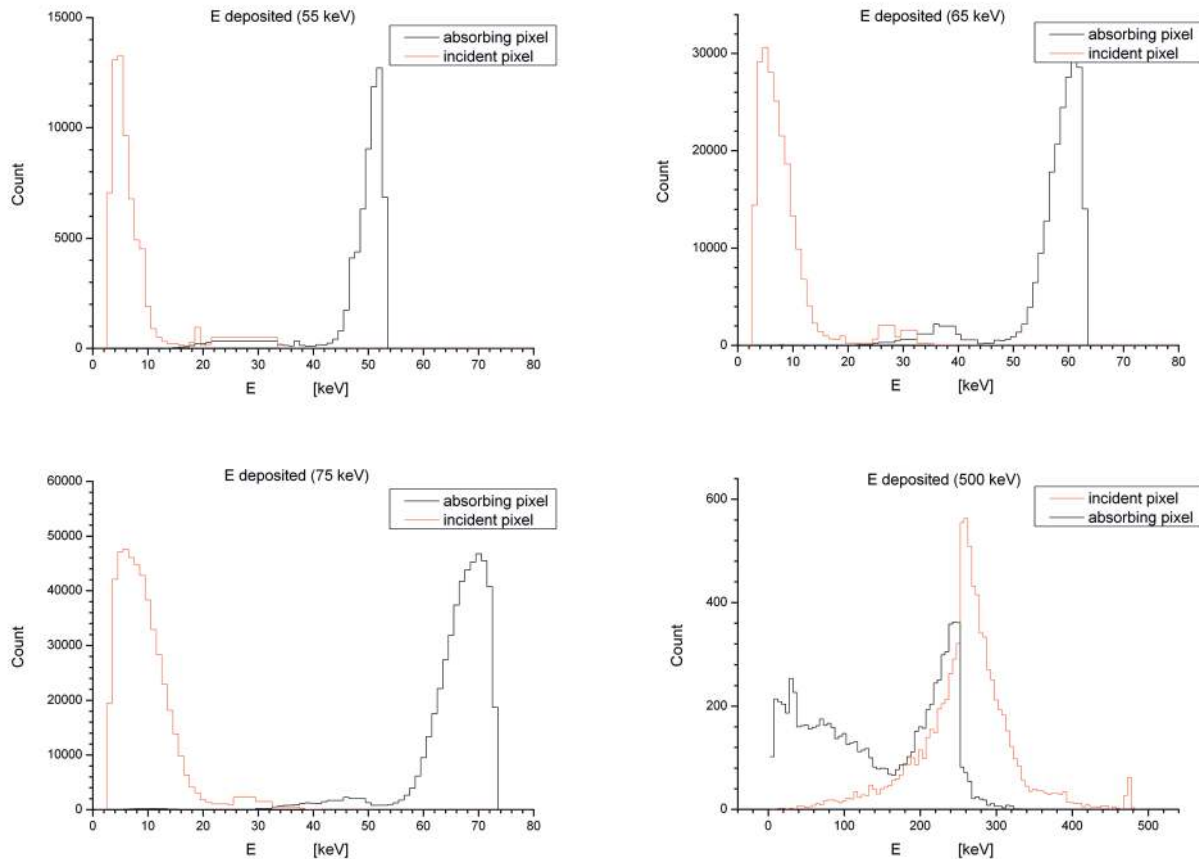 E deposited (55 keV)
absorbing pixel
incident pixel
15000
10000
5000
0
Count
0 10 20 30 40 50 60 70 80
E [keV]
E deposited (65 keV)
absorbing pixel
incident pixel
30000
20000
10000
0
Count
0 10 20 30 40 50 60 70 80
E [keV]
E deposited (75 keV)
absorbing pixel
incident pixel
60000
50000
40000
30000
20000
10000
0
Count
0 10 20 30 40 50 60 70 80
E [keV]
E deposited (500 keV)
incident pixel
absorbing pixel
600
400
200
0
Count
0 100 200 300 400 500
E [keV]